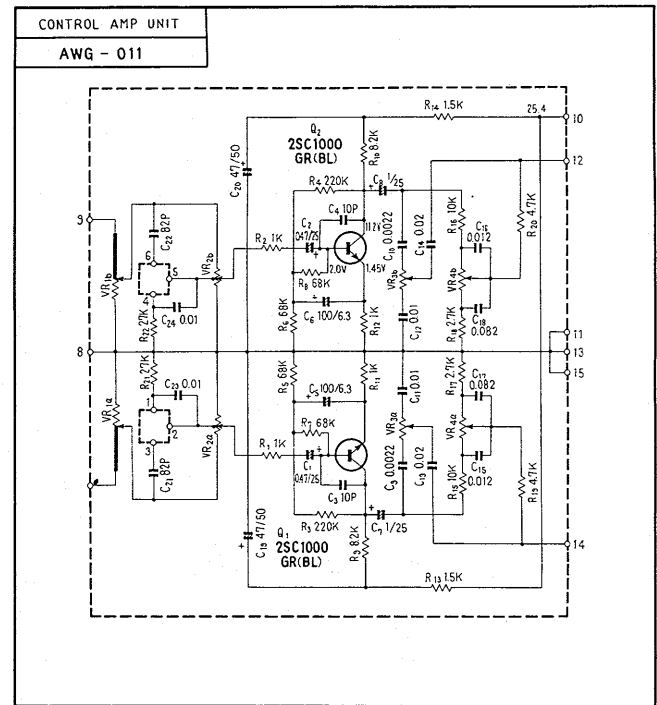 CONTROL AMP UNIT
AWG - 011
R14 1.5K
25.4
10
Q2
2SC1000
GR(BL)
R10 8.2K
C20 47/50
12
R4 220K
C8 1/25
C4 10P
C2
0.47/25
11.2V
R16 10K
C16
0.012
R20 4.7K
C10 0.0022
C14 0.02
9
C22 82P
6
5
4
VR1b
VR2b
R2 1K
2.0V
1.45V
R8 68K
VR3b
VR4b
C24 0.01
R22 27K
R6 68K
C6 100/6.3
R12 1K
C12 0.01
R18 2.7K
C18
0.082
11
8
13
15
R21 27K
C23 0.01
R5 68K
C5 100/6.3
R11 1K
C11 0.01
R17 2.7K
C17
0.082
VR1a
1
2
3
VR2a
R7 68K
VR3a
VR4a
R1 1K
C1
0.47/25
C21 82P
C3 10P
C9 0.0022
C13 0.02
R15 10K
C15
0.012
R19 4.7K
R3 220K
C7 1/25
C19 47/50
Q1
2SC1000
GR(BL)
R9 8.2K
14
R13 1.5K